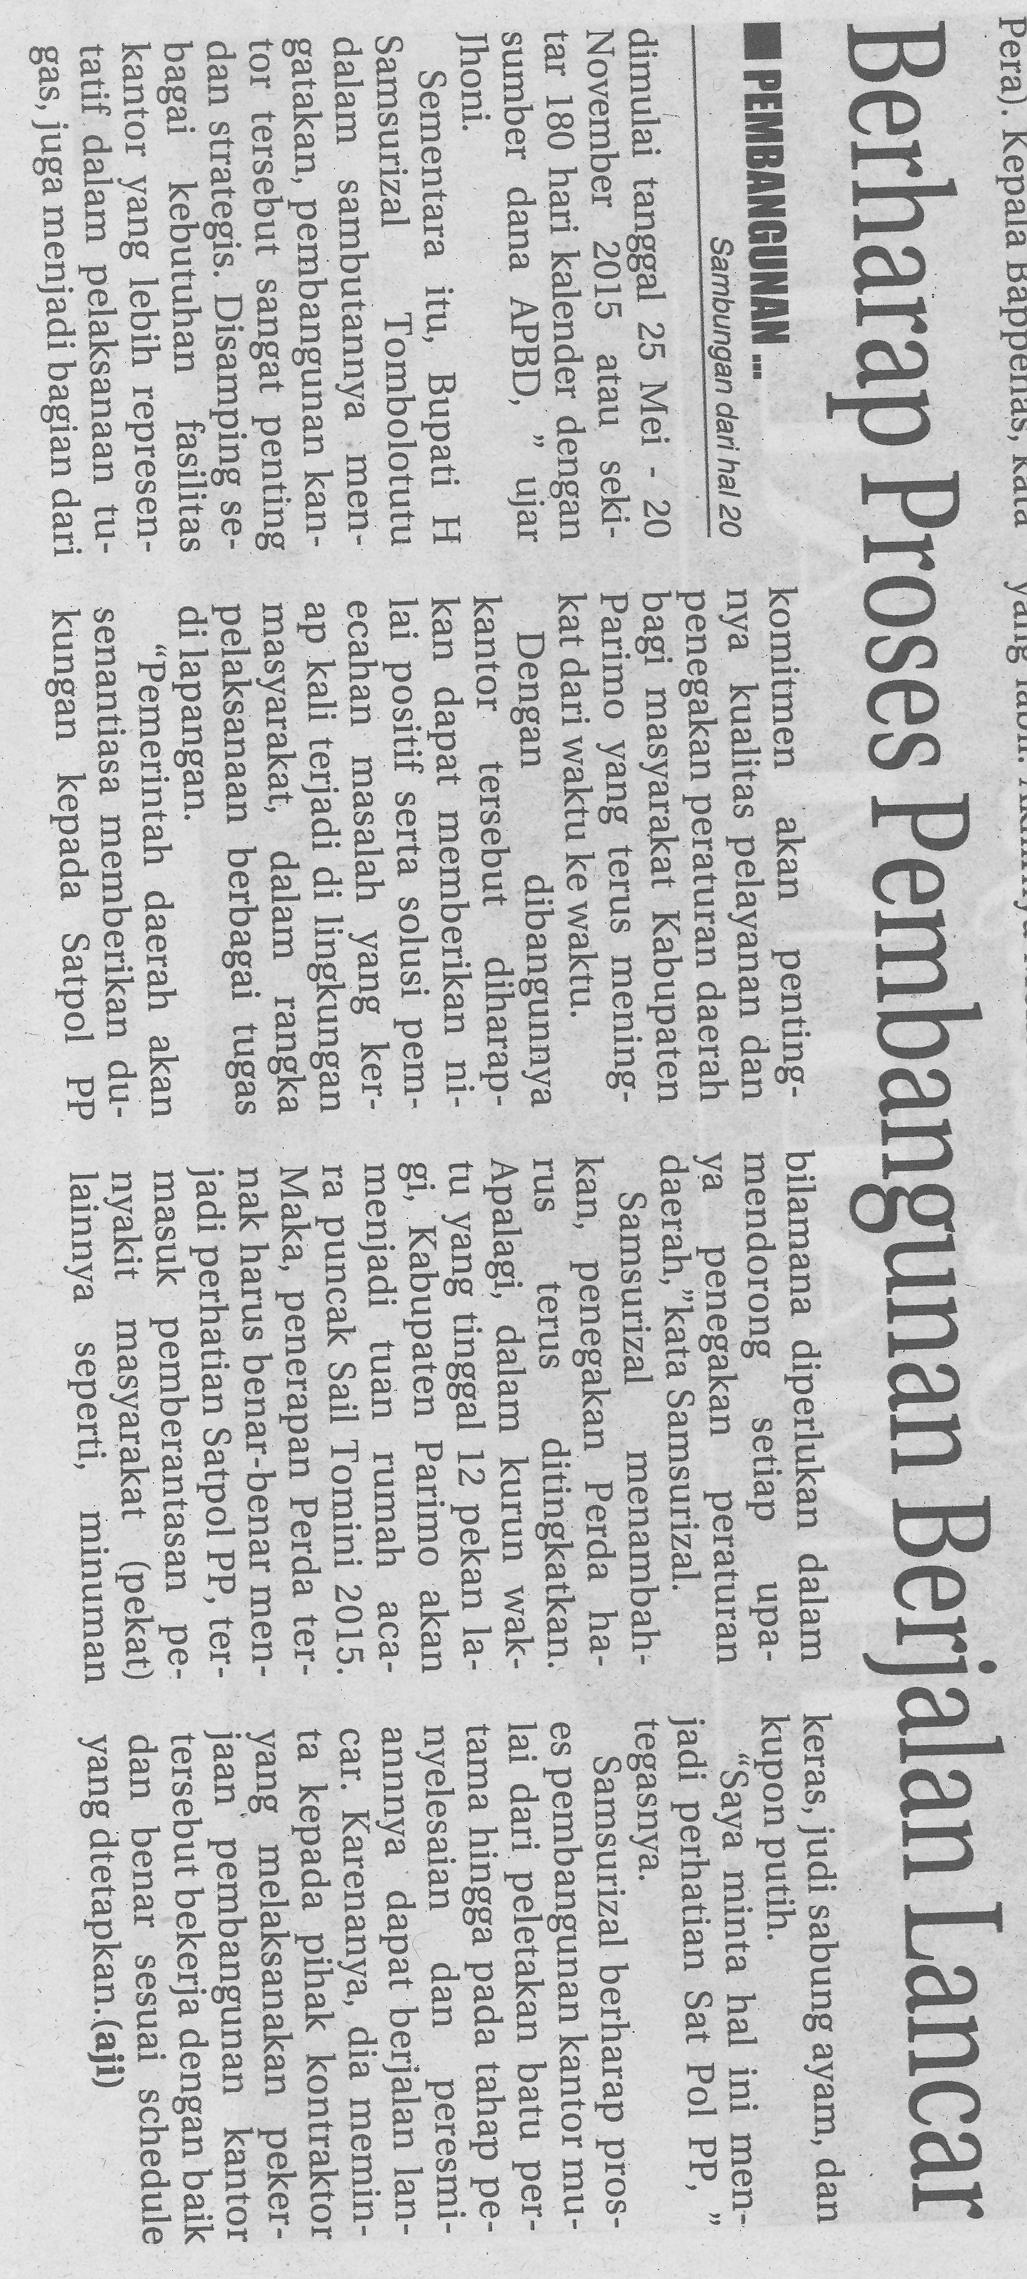 Pera). Kepala Bappenas, kata
Berharap Proses Pembangunan Berjalan Lancar
PEMBANGUNAN ...
Sambungan dari hal 20
dimulai tanggal 25 Mei - 20
November 2015 atau seki-
tar 180 hari kalender dengan
sumber dana APBD, ” ujar
Jhoni.
Sementara itu, Bupati H
Samsurizal Tombolotutu
dalam sambutannya men-
gatakan, pembangunan kan-
tor tersebut sangat penting
dan strategis. Disamping se-
bagai kebutuhan fasilitas
kantor yang lebih represen-
tatif dalam pelaksanaan tu-
gas, juga menjadi bagian dari
komitmen akan penting-
nya kualitas pelayanan dan
penegakan peraturan daerah
bagi masyarakat Kabupaten
Parimo yang terus mening-
kat dari waktu ke waktu.
Dengan dibangunnya
kantor tersebut diharap-
kan dapat memberikan ni-
lai positif serta solusi pem-
ecahan masalah yang ker-
ap kali terjadi di lingkungan
masyarakat, dalam rangka
pelaksanaan berbagai tugas
di lapangan.
“Pemerintah daerah akan
senantiasa memberikan du-
kungan kepada Satpol PP
bilamana diperlukan dalam
mendorong setiap upa-
ya penegakan peraturan
daerah,”kata Samsurizal.
Samsurizal menambah-
kan, penegakan Perda ha-
rus terus ditingkatkan.
Apalagi, dalam kurun wak-
tu yang tinggal 12 pekan la-
gi, Kabupaten Parimo akan
menjadi tuan rumah aca-
ra puncak Sail Tomini 2015.
Maka, penerapan Perda ter-
nak harus benar-benar men-
jadi perhatian Satpol PP, ter-
masuk pemberantasan pe-
nyakit masyarakat (pekat)
lainnya seperti, minuman
keras, judi sabung ayam, dan
kupon putih.
“Saya minta hal ini men-
jadi perhatian Sat Pol PP, ”
tegasnya.
Samsurizal berharap pros-
es pembangunan kantor mu-
lai dari peletakan batu per-
tama hingga pada tahap pe-
nyelesaian dan peresmi-
annnya dapat berjalan lan-
car. Karenanya, dia memin-
ta kepada pihak kontraktor
yang melaksanakan peker-
jaan pembangunan kantor
tersebut bekerja dengan baik
dan benar sesuai schedule
yang dtetapkan.(aji)